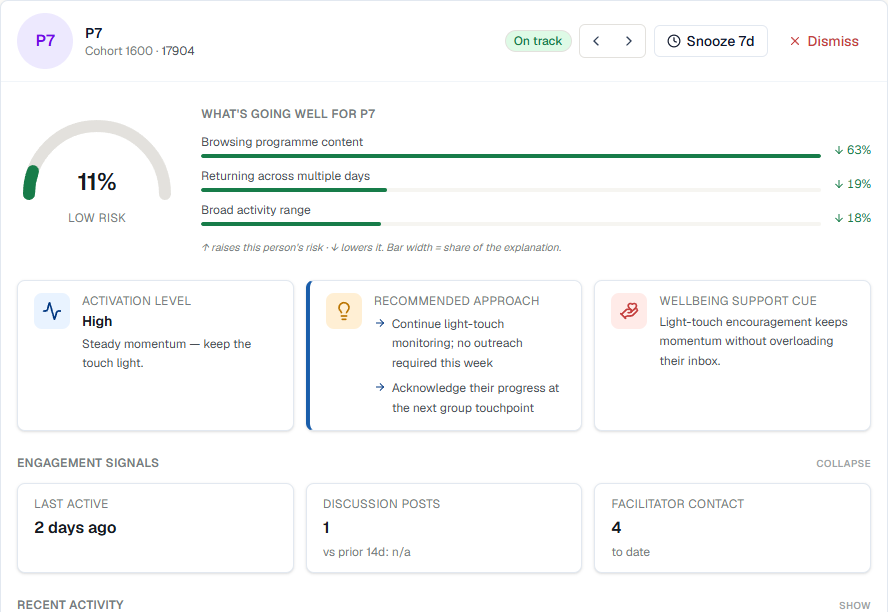 P7
P7
Cohort 1600 · 17904
On track
Snooze 7d
Dismiss
11%
LOW RISK
WHAT'S GOING WELL FOR P7
Browsing programme content
↓ 63%
Returning across multiple days
↓ 19%
Broad activity range
↓ 18%
↑ raises this person's risk · ↓ lowers it. Bar width = share of the explanation.
ACTIVATION LEVEL
High
Steady momentum — keep the
touch light.
RECOMMENDED APPROACH
→ Continue light-touch
monitoring; no outreach
required this week
→ Acknowledge their progress at
the next group touchpoint
WELLBEING SUPPORT CUE
Light-touch encouragement keeps
momentum without overloading
their inbox.
ENGAGEMENT SIGNALS
COLLAPSE
LAST ACTIVE
2 days ago
DISCUSSION POSTS
1
vs prior 14d: n/a
FACILITATOR CONTACT
4
to date
RECENT ACTIVITY
SHOW